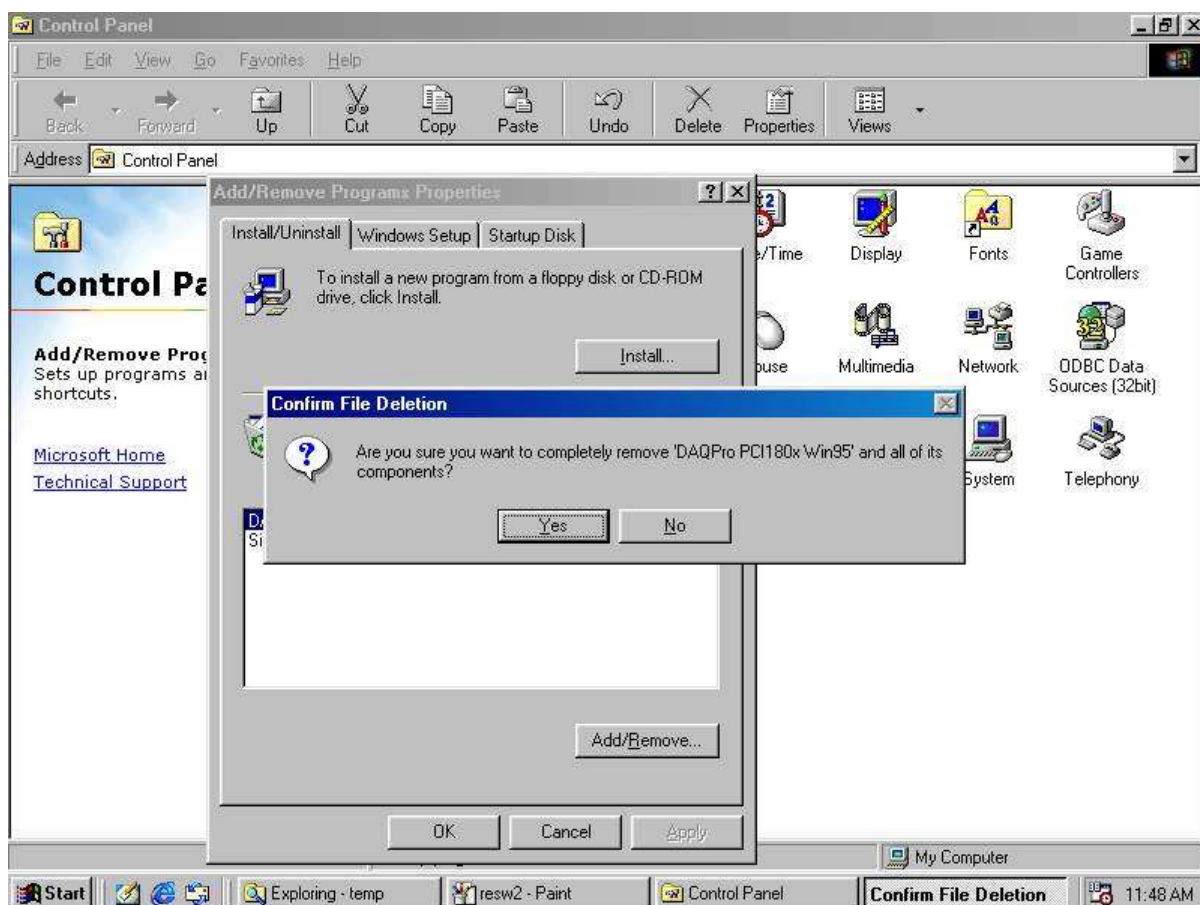 Control Panel
File Edit View Go Favorites Help
Back Forward Up Cut Copy Paste Undo Delete Properties Views
Address Control Panel
Add/Remove Programs Properties
Install/Uninstall Windows Setup Startup Disk
To install a new program from a floppy disk or CD-ROM
drive, click Install.
Install...
Control Pa
Add/Remove Prog
Sets up programs a
shortcuts.
Microsoft Home
Technical Support
Confirm File Deletion
Are you sure you want to completely remove 'DAQPro PCI180x Win95' and all of its
components?
Yes No
Si
Add/Remove...
OK Cancel Apply
e/Time Display Fonts Game
Controllers
ouse Multimedia Network ODBC Data
Sources (32bit)
System Telephony
My Computer
Start Exploring - temp resw2 - Paint Control Panel Confirm File Deletion 11:48 AM